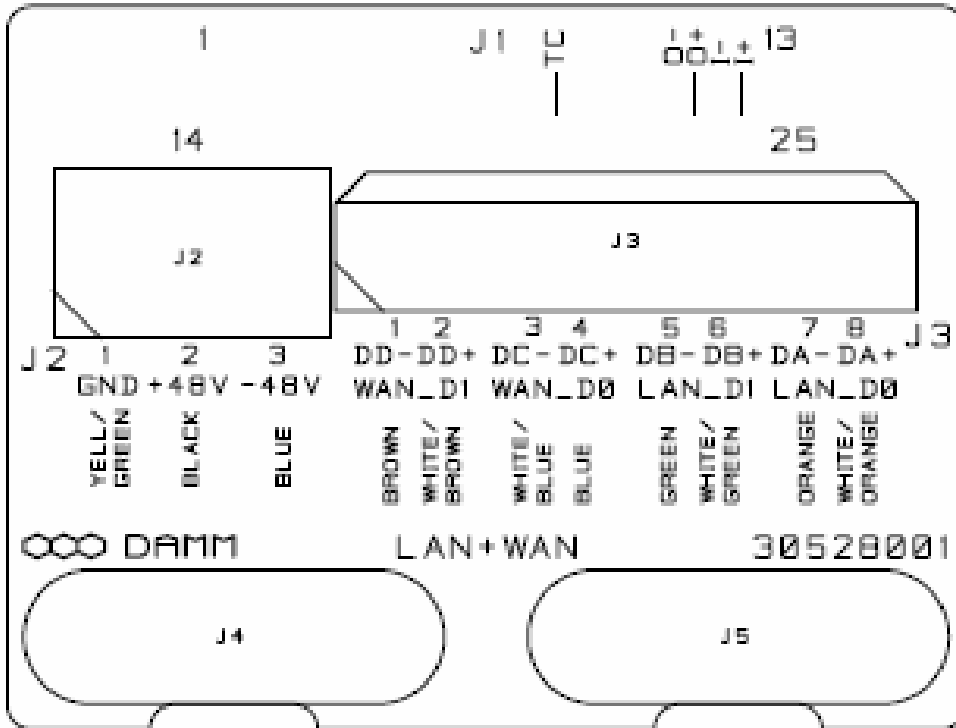 1 J1 TC DO- DO+ I- I+ 13
14 25
J2 J3
J2 1 2 3 1 2 3 4 5 6 7 8 J3
GND +48V -48V DD- DD+ DC- DC+ DB- DB+ DA- DA+
WAN_D1 WAN_D0 LAN_D1 LAN_D0
YELL/ GREEN BLACK BLUE BROWN WHITE/ BROWN WHITE/ BLUE BLUE GREEN WHITE/ GREEN ORANGE WHITE/ ORANGE
DAMM LAN+WAN 30528001
J4 J5